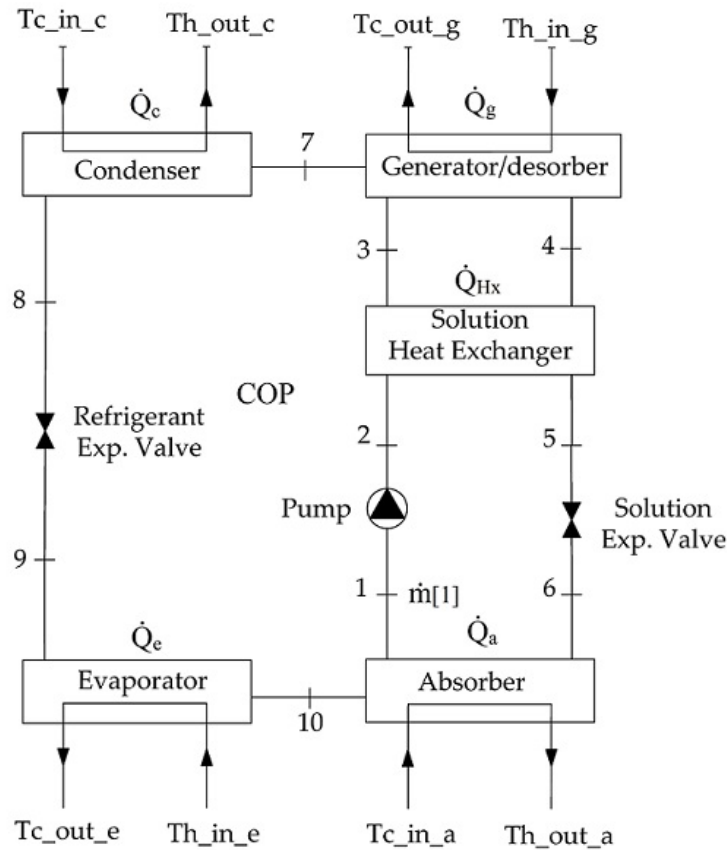 Tc_in_c Th_out_c Tc_out_g Th_in_g
Q̇c Q̇g
7
Condenser Generator/desorber
3 4
Q̇Hx
8
Solution
Heat Exchanger
COP
Refrigerant
Exp. Valve
2 5
Pump
Solution
Exp. Valve
9
1 ṁ[1] 6
Q̇e Q̇a
Evaporator Absorber
10
Tc_out_e Th_in_e Tc_in_a Th_out_a